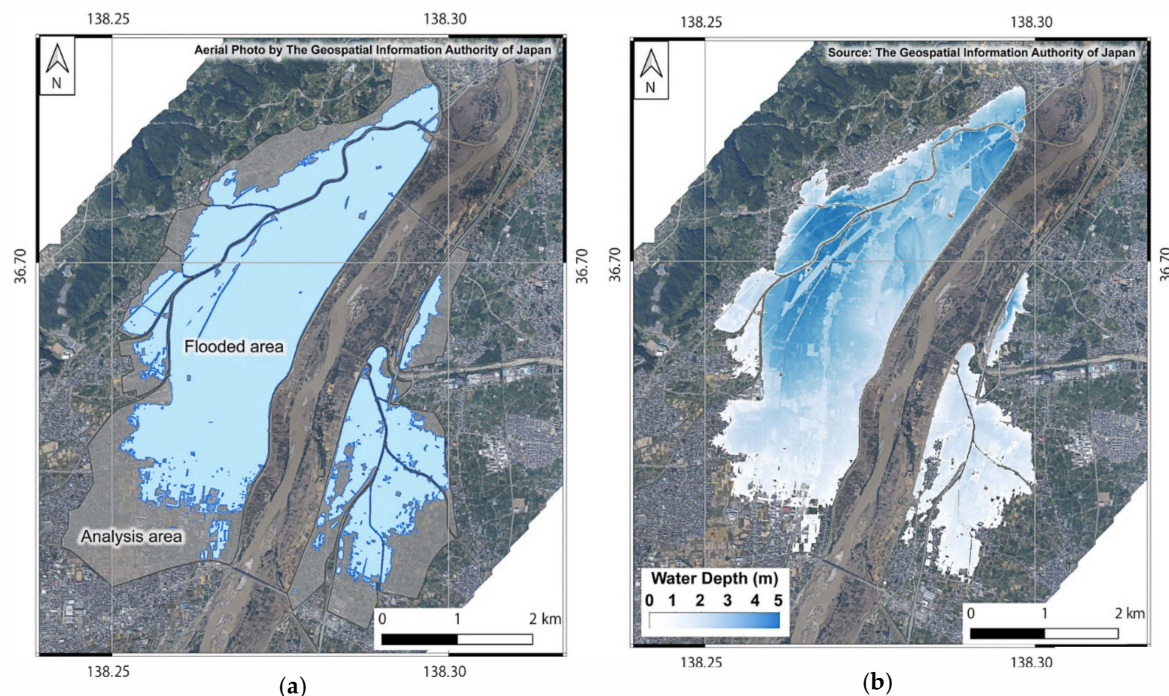 138.25
138.30
Aerial Photo by The Geospatial Information Authority of Japan
N
36.70
Flooded area
Analysis area
0 1 2 km
138.25
138.30
(a)
138.25
138.30
Source: The Geospatial Information Authority of Japan
N
36.70
36.70
Water Depth (m)
0 1 2 3 4 5
0 1 2 km
138.25
138.30
(b)